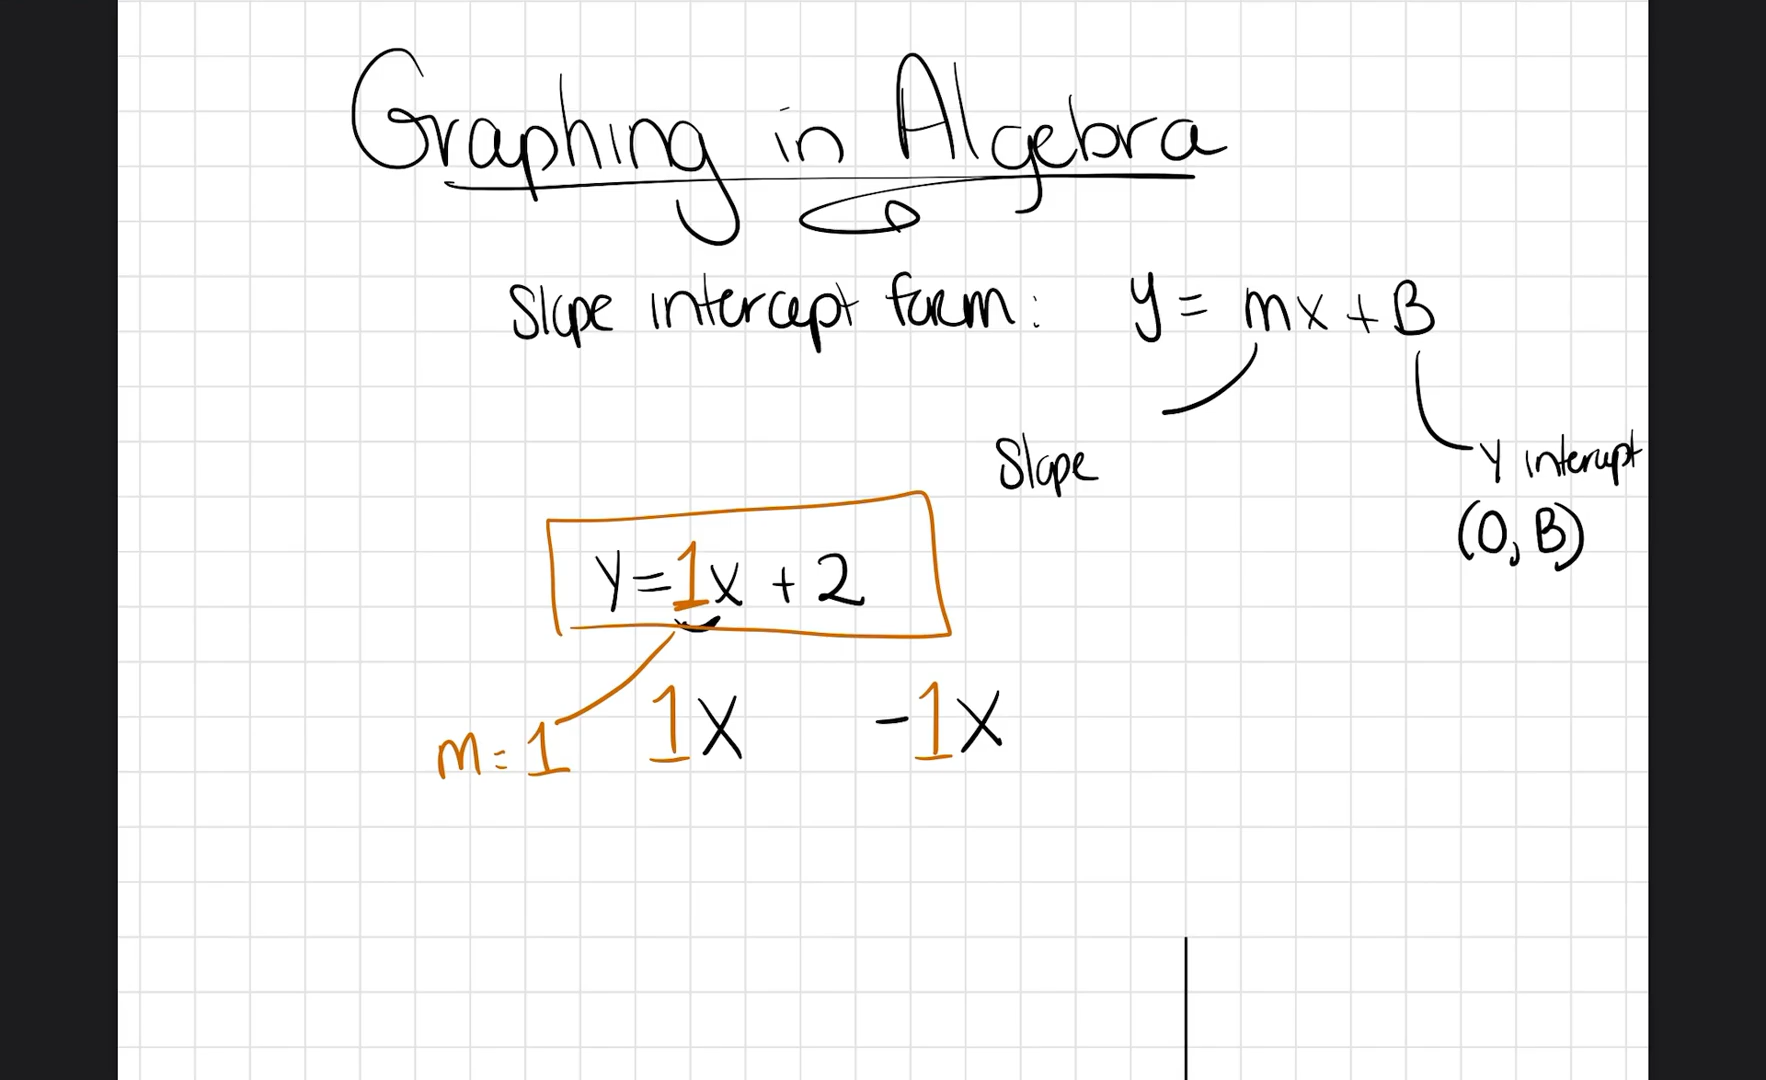 Graphing in Algebra
Slope intercept form: y = mx + B
Slope
Y intercept
(0, B)
y = 1x + 2
m = 1
1x -1x